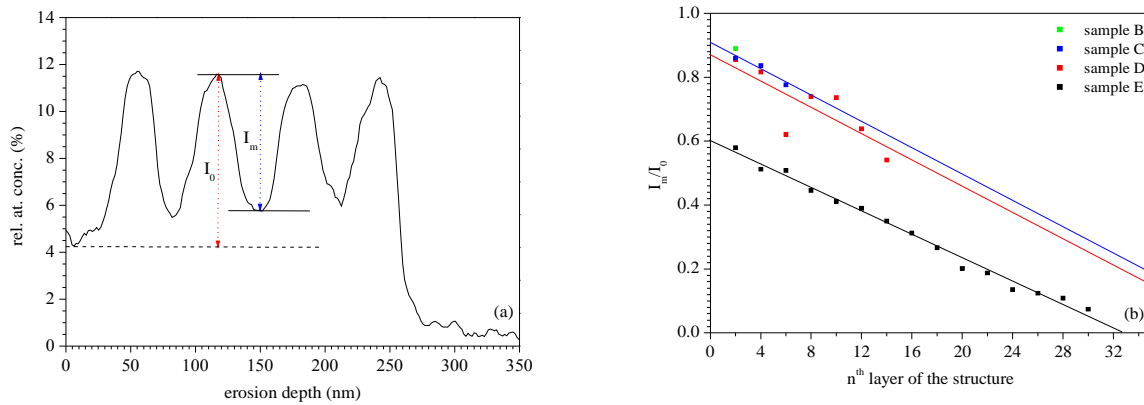 14
12
10
8
6
4
2
0
rel. at. conc. (%)
I₀
Iₘ
(a)
0 50 100 150 200 250 300 350
erosion depth (nm)
1.0
0.8
0.6
0.4
0.2
0.0
Iₘ/I₀
sample B
sample C
sample D
sample E
(b)
0 4 8 12 16 20 24 28 32
nᵗʰ layer of the structure